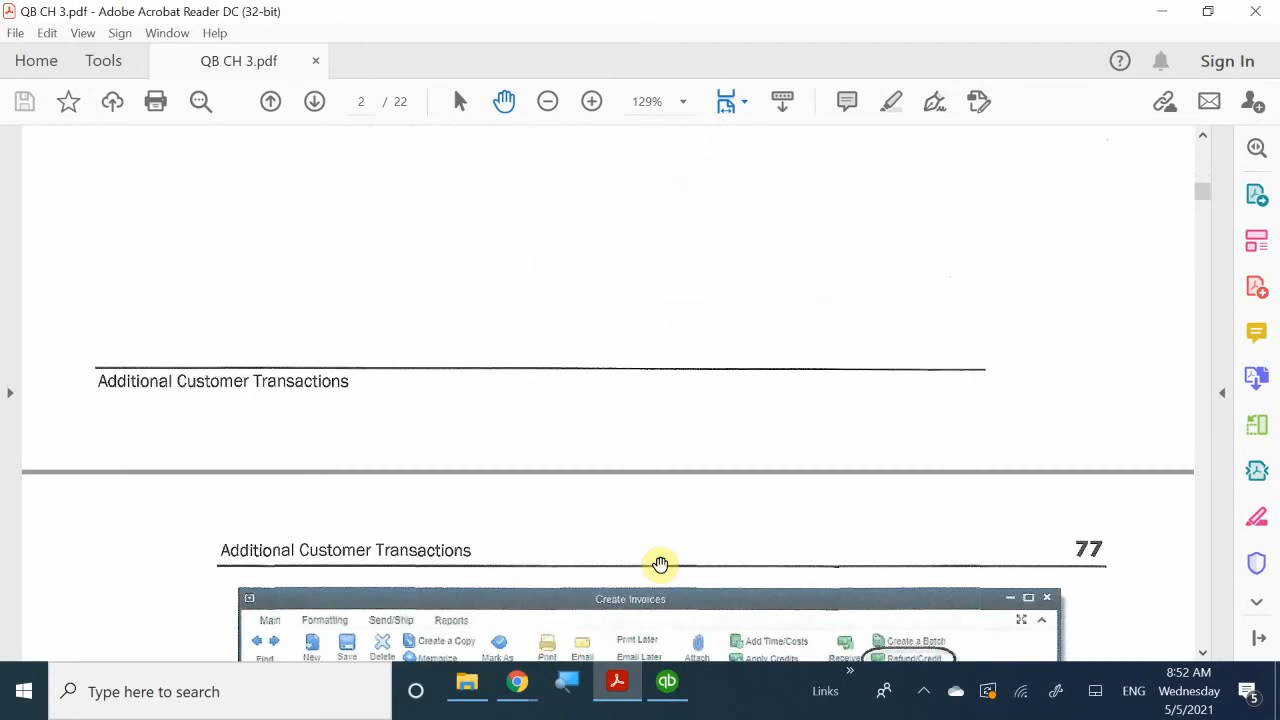 QB CH 3.pdf - Adobe Acrobat Reader DC (32-bit)
File Edit View Sign Window Help
Home Tools QB CH 3.pdf × Sign In
2 / 22 129%
Additional Customer Transactions
Additional Customer Transactions 77
Create Invoices
Main Formatting Send/Ship Reports
Find New Save Delete Create a Copy Memorize Mark As Print Email Print Later Email Later Attach Add Time/Costs Apply Credits Receive Create a Batch Refund/Credit
Type here to search
Links
ENG
8:52 AM
Wednesday
5/5/2021
5